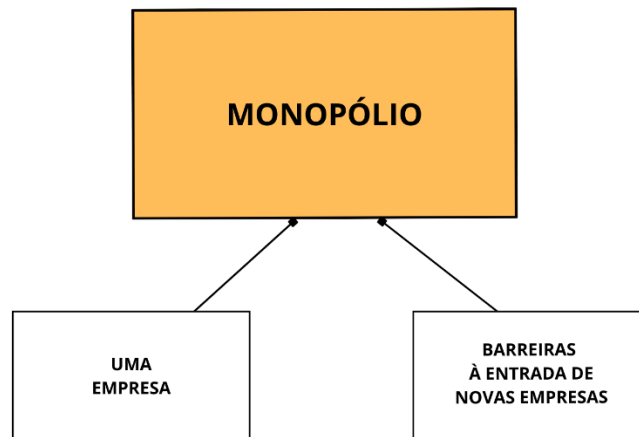 MONOPÓLIO
UMA
EMPRESA
BARREIRAS
À ENTRADA DE
NOVAS EMPRESAS